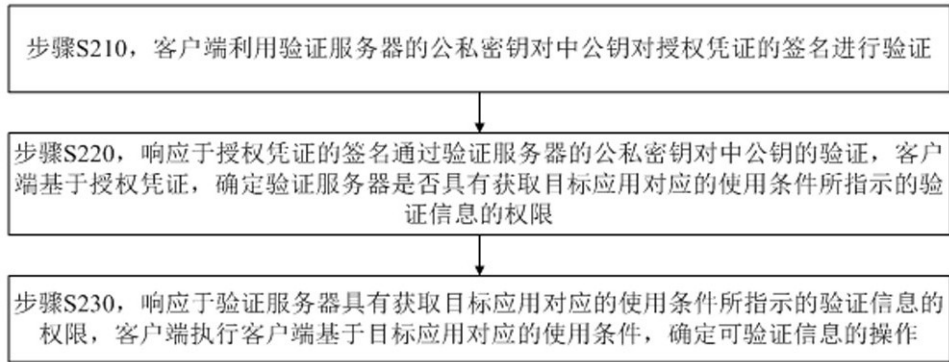 步骤S210，客户端利用验证服务器的公私密钥对中公钥对授权凭证的签名进行验证
步骤S220，响应于授权凭证的签名通过验证服务器的公私密钥对中公钥的验证，客户
端基于授权凭证，确定验证服务器是否具有获取目标应用对应的使用条件所指示的验
证信息的权限
步骤S230，响应于验证服务器具有获取目标应用对应的使用条件所指示的验证信息的
权限，客户端执行客户端基于目标应用对应的使用条件，确定可验证信息的操作